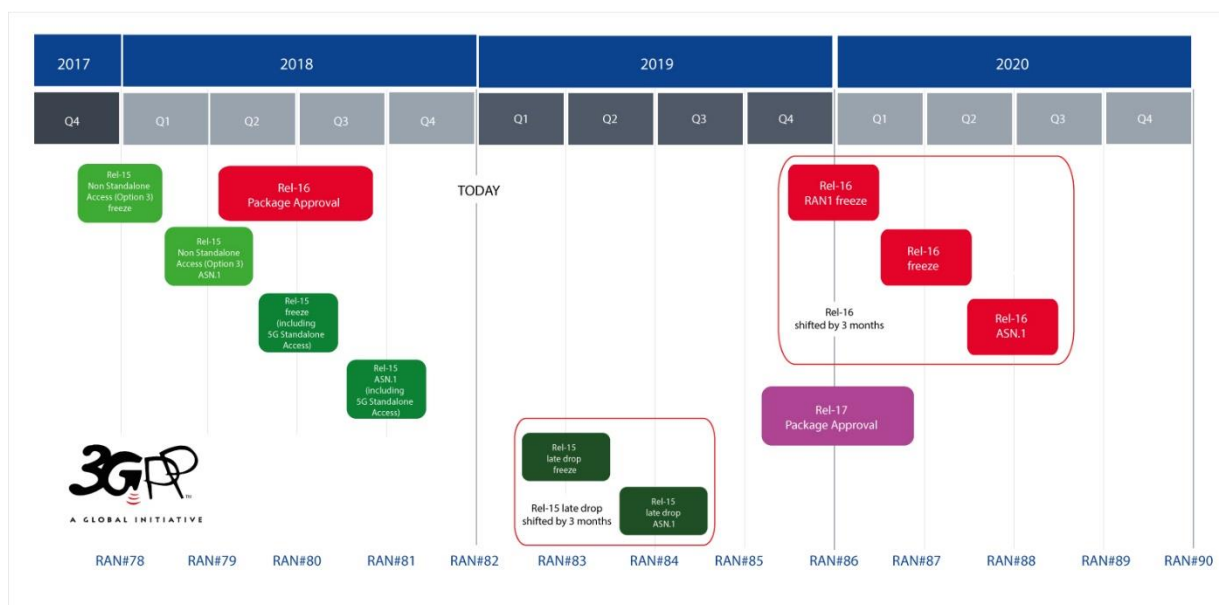 2017
2018
2019
2020
Q4
Q1
Q2
Q3
Q4
Q1
Q2
Q3
Q4
Q1
Q2
Q3
Q4
Rel-15
Non Standalone
Access (Option 3)
freeze
Rel-16
Package Approval
TODAY
Rel-16
RAN1 freeze
Rel-15
Non Standalone
Access (Option 3)
ASN.1
Rel-16
freeze
Rel-15
freeze
(including
5G Standalone
Access)
Rel-16
shifted by 3 months
Rel-16
ASN.1
Rel-15
ASN.1
(including
5G Standalone
Access)
Rel-17
Package Approval
Rel-15
late drop
freeze
Rel-15 late drop
shifted by 3 months
Rel-15
late drop
ASN.1
3GPP
TM
A GLOBAL INITIATIVE
RAN#78
RAN#79
RAN#80
RAN#81
RAN#82
RAN#83
RAN#84
RAN#85
RAN#86
RAN#87
RAN#88
RAN#89
RAN#90